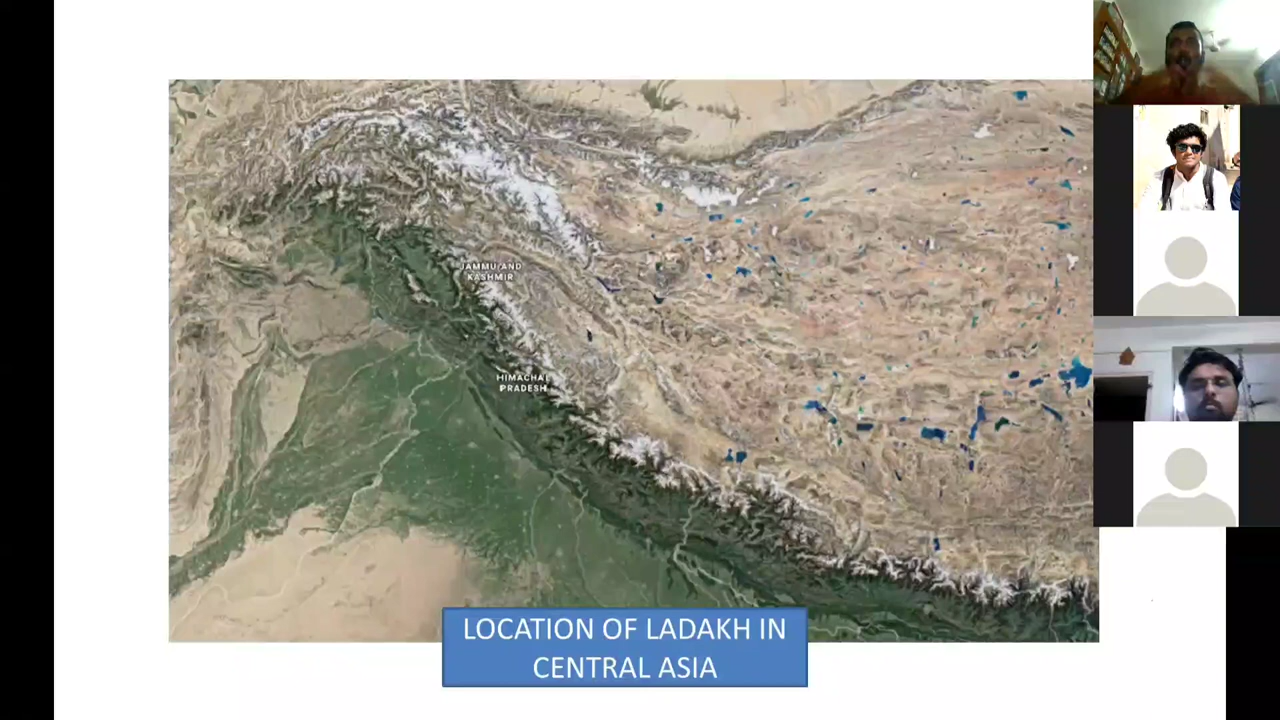 JAMMU AND
KASHMIR
HIMACHAL
PRADESH
LOCATION OF LADAKH IN
CENTRAL ASIA